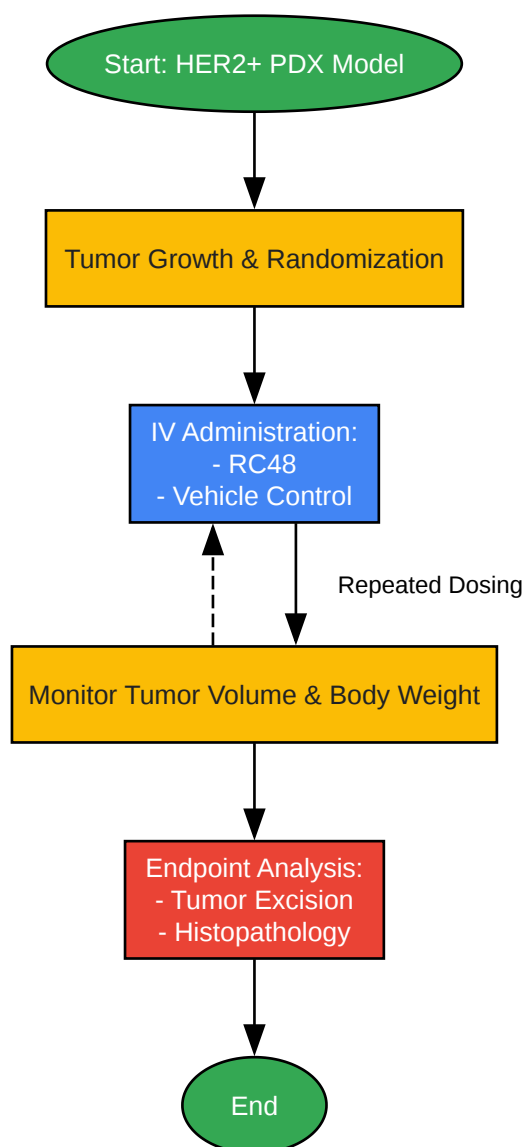 Start: HER2+ PDX Model
Tumor Growth & Randomization
IV Administration:
- RC48
- Vehicle Control
Repeated Dosing
Monitor Tumor Volume & Body Weight
Endpoint Analysis:
- Tumor Excision
- Histopathology
End